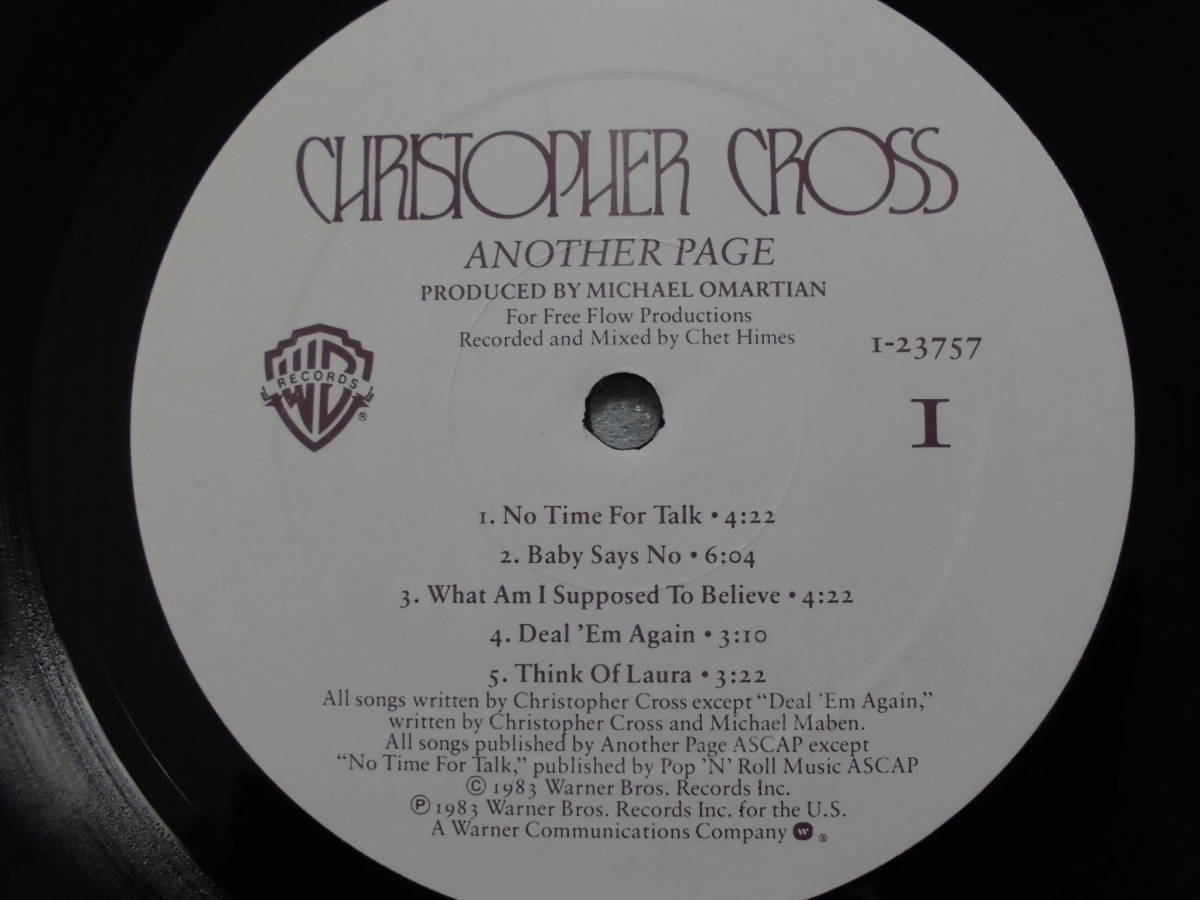 CHRISTOPHER CROSS
ANOTHER PAGE
PRODUCED BY MICHAEL OMARTIAN
For Free Flow Productions
Recorded and Mixed by Chet Himes
WB
RECORDS
®
1-23757
I
1. No Time For Talk • 4:22
2. Baby Says No • 6:04
3. What Am I Supposed To Believe • 4:22
4. Deal ’Em Again • 3:10
5. Think Of Laura • 3:22
All songs written by Christopher Cross except “Deal ’Em Again,”
written by Christopher Cross and Michael Maben.
All songs published by Another Page ASCAP except
“No Time For Talk,” published by Pop ’N’ Roll Music ASCAP
© 1983 Warner Bros. Records Inc.
℗ 1983 Warner Bros. Records Inc. for the U.S.
A Warner Communications Company w ®